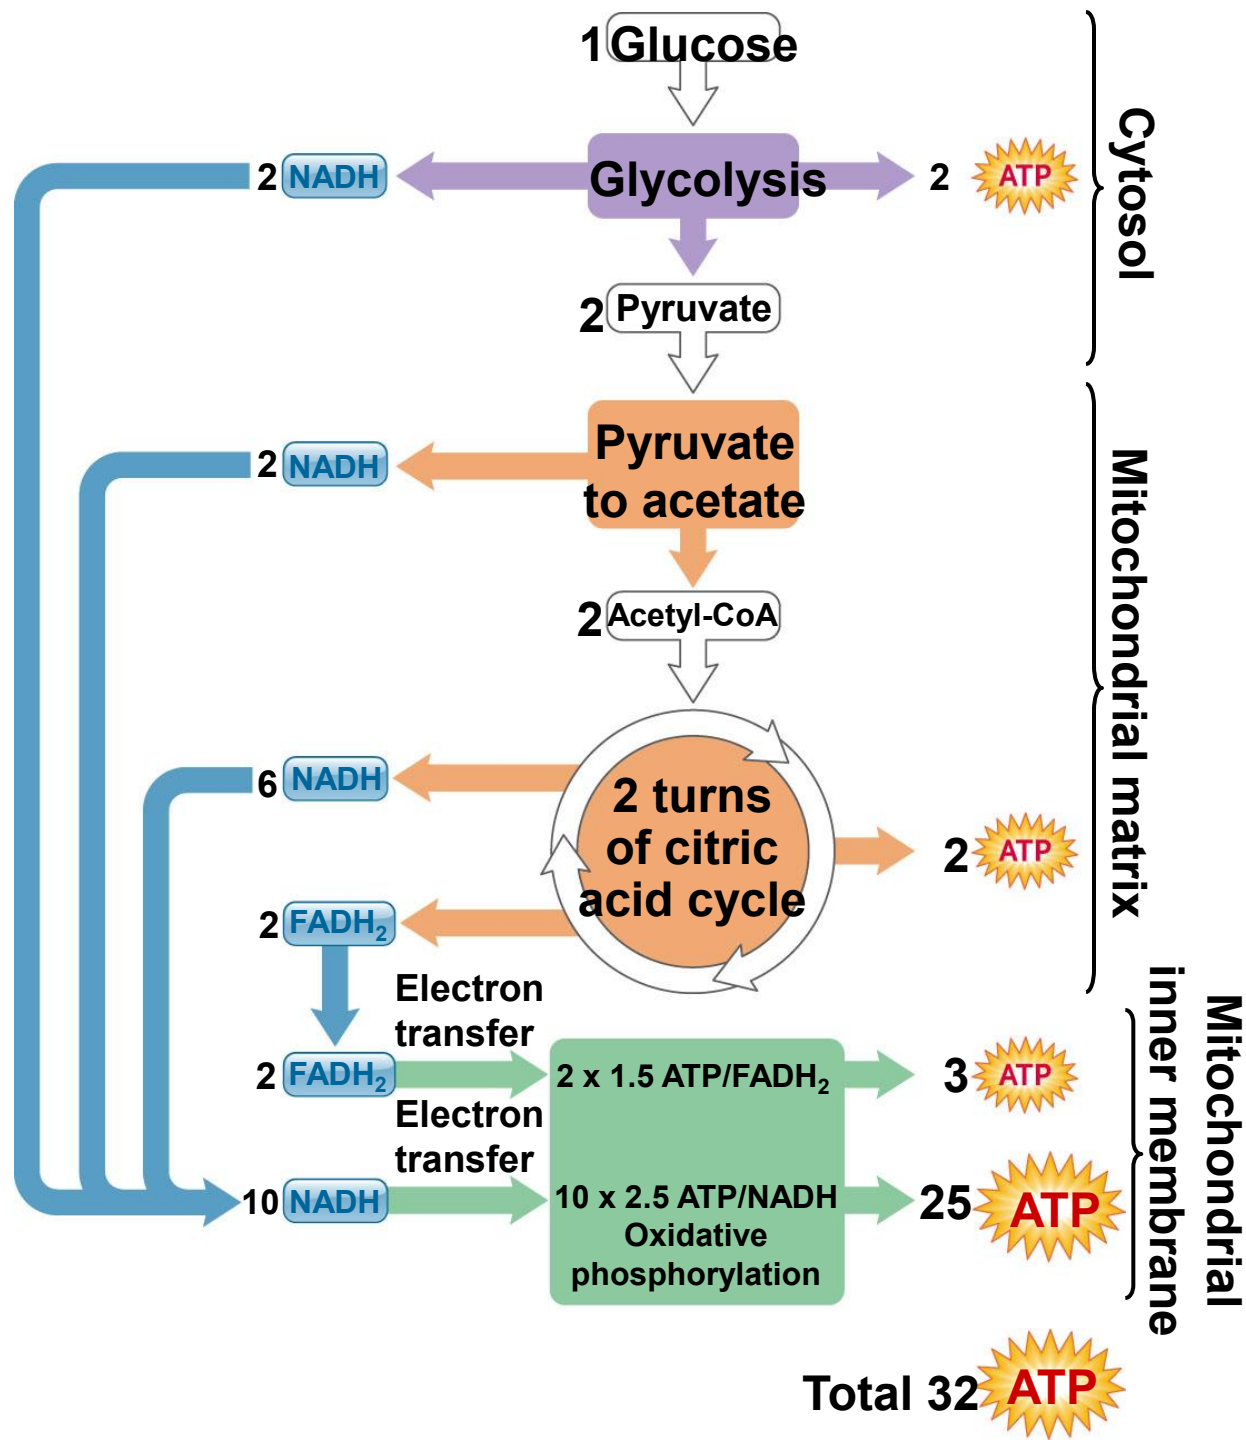 1 Glucose
2 NADH
Glycolysis
2 ATP
Cytosol
2 Pyruvate
2 NADH
Pyruvate
to acetate
2 Acetyl-CoA
Mitochondrial matrix
6 NADH
2 turns
of citric
acid cycle
2 ATP
2 FADH₂
Electron
transfer
2 FADH₂
2 x 1.5 ATP/FADH₂
3 ATP
Electron
transfer
10 NADH
10 x 2.5 ATP/NADH
Oxidative
phosphorylation
25 ATP
Mitochondrial
inner membrane
Total 32 ATP